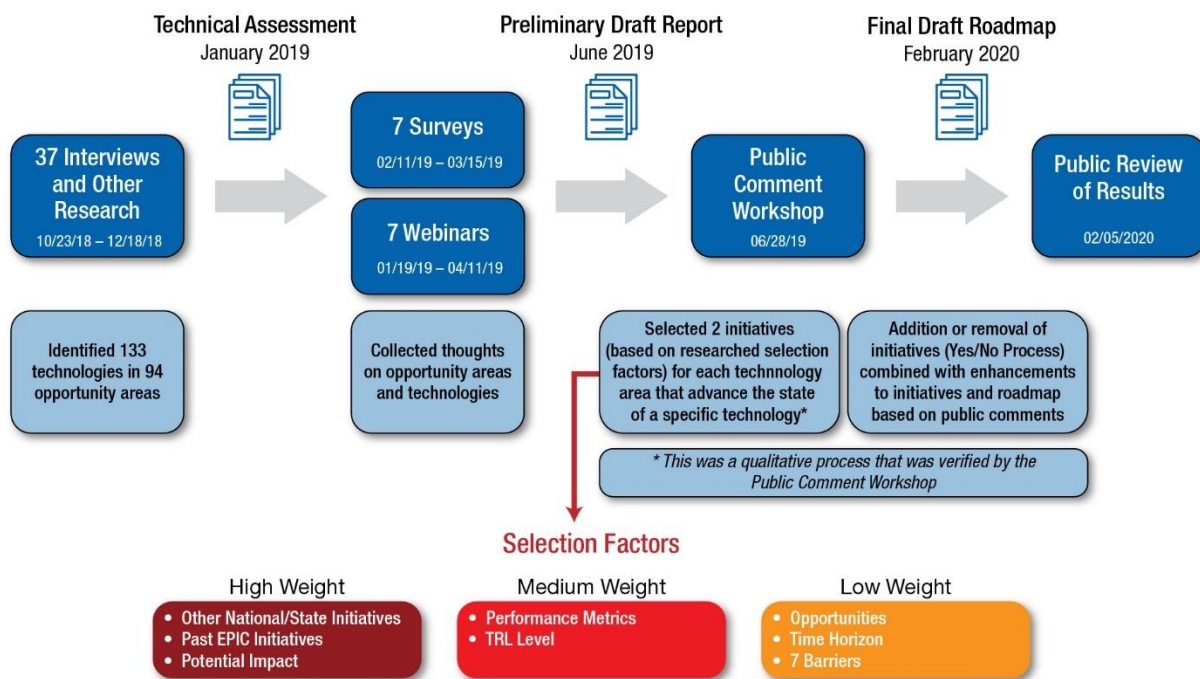 Technical Assessment
January 2019
Preliminary Draft Report
June 2019
Final Draft Roadmap
February 2020
37 Interviews
and Other
Research
10/23/18 – 12/18/18
7 Surveys
02/11/19 – 03/15/19
7 Webinars
01/19/19 – 04/11/19
Public
Comment
Workshop
06/28/19
Public Review
of Results
02/05/2020
Identified 133
technologies in 94
opportunity areas
Collected thoughts
on opportunity areas
and technologies
Selected 2 initiatives
(based on researched selection
factors) for each technnology
area that advance the state
of a specific technology*
Addition or removal of
initiatives (Yes/No Process)
combined with enhancements
to initiatives and roadmap
based on public comments
* This was a qualitative process that was verified by the
Public Comment Workshop
Selection Factors
High Weight
• Other National/State Initiatives
• Past EPIC Initiatives
• Potential Impact
Medium Weight
• Performance Metrics
• TRL Level
Low Weight
• Opportunities
• Time Horizon
• 7 Barriers